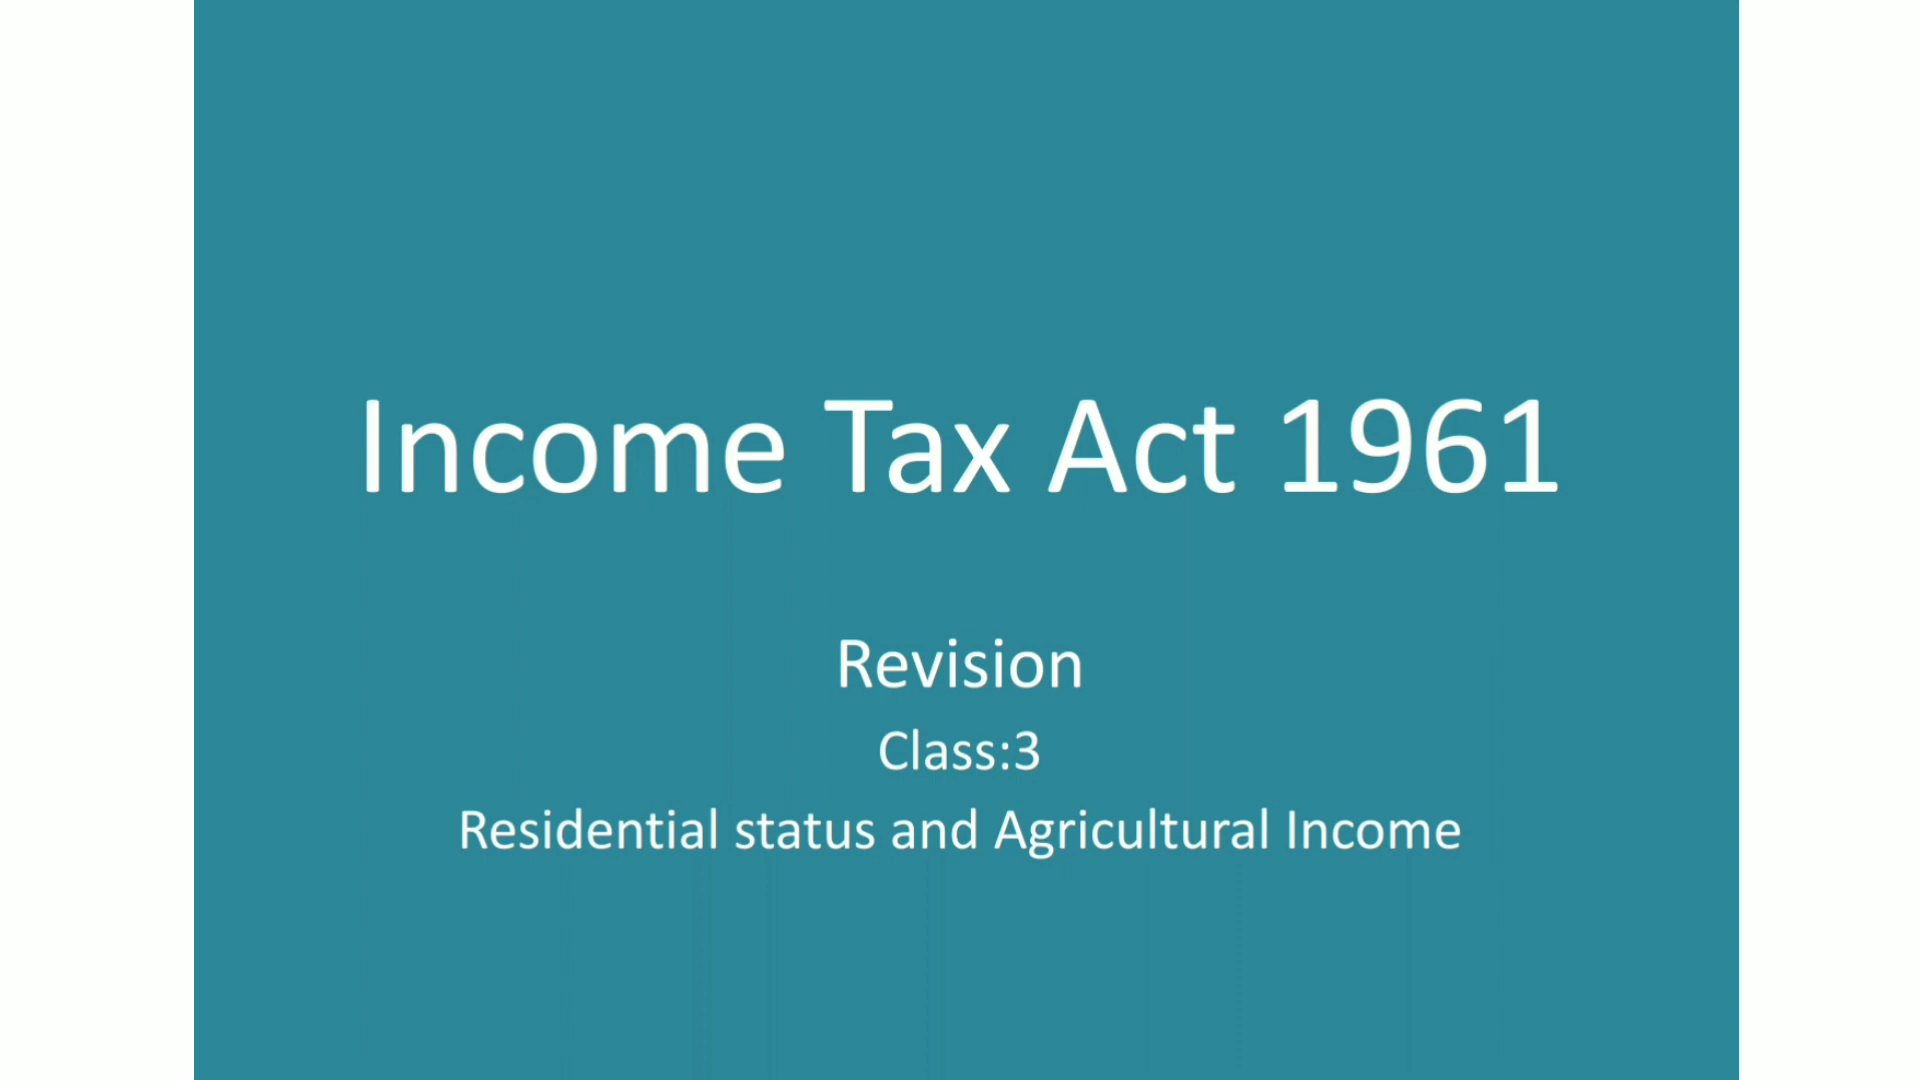 Income Tax Act 1961
Revision
Class:3
Residential status and Agricultural Income